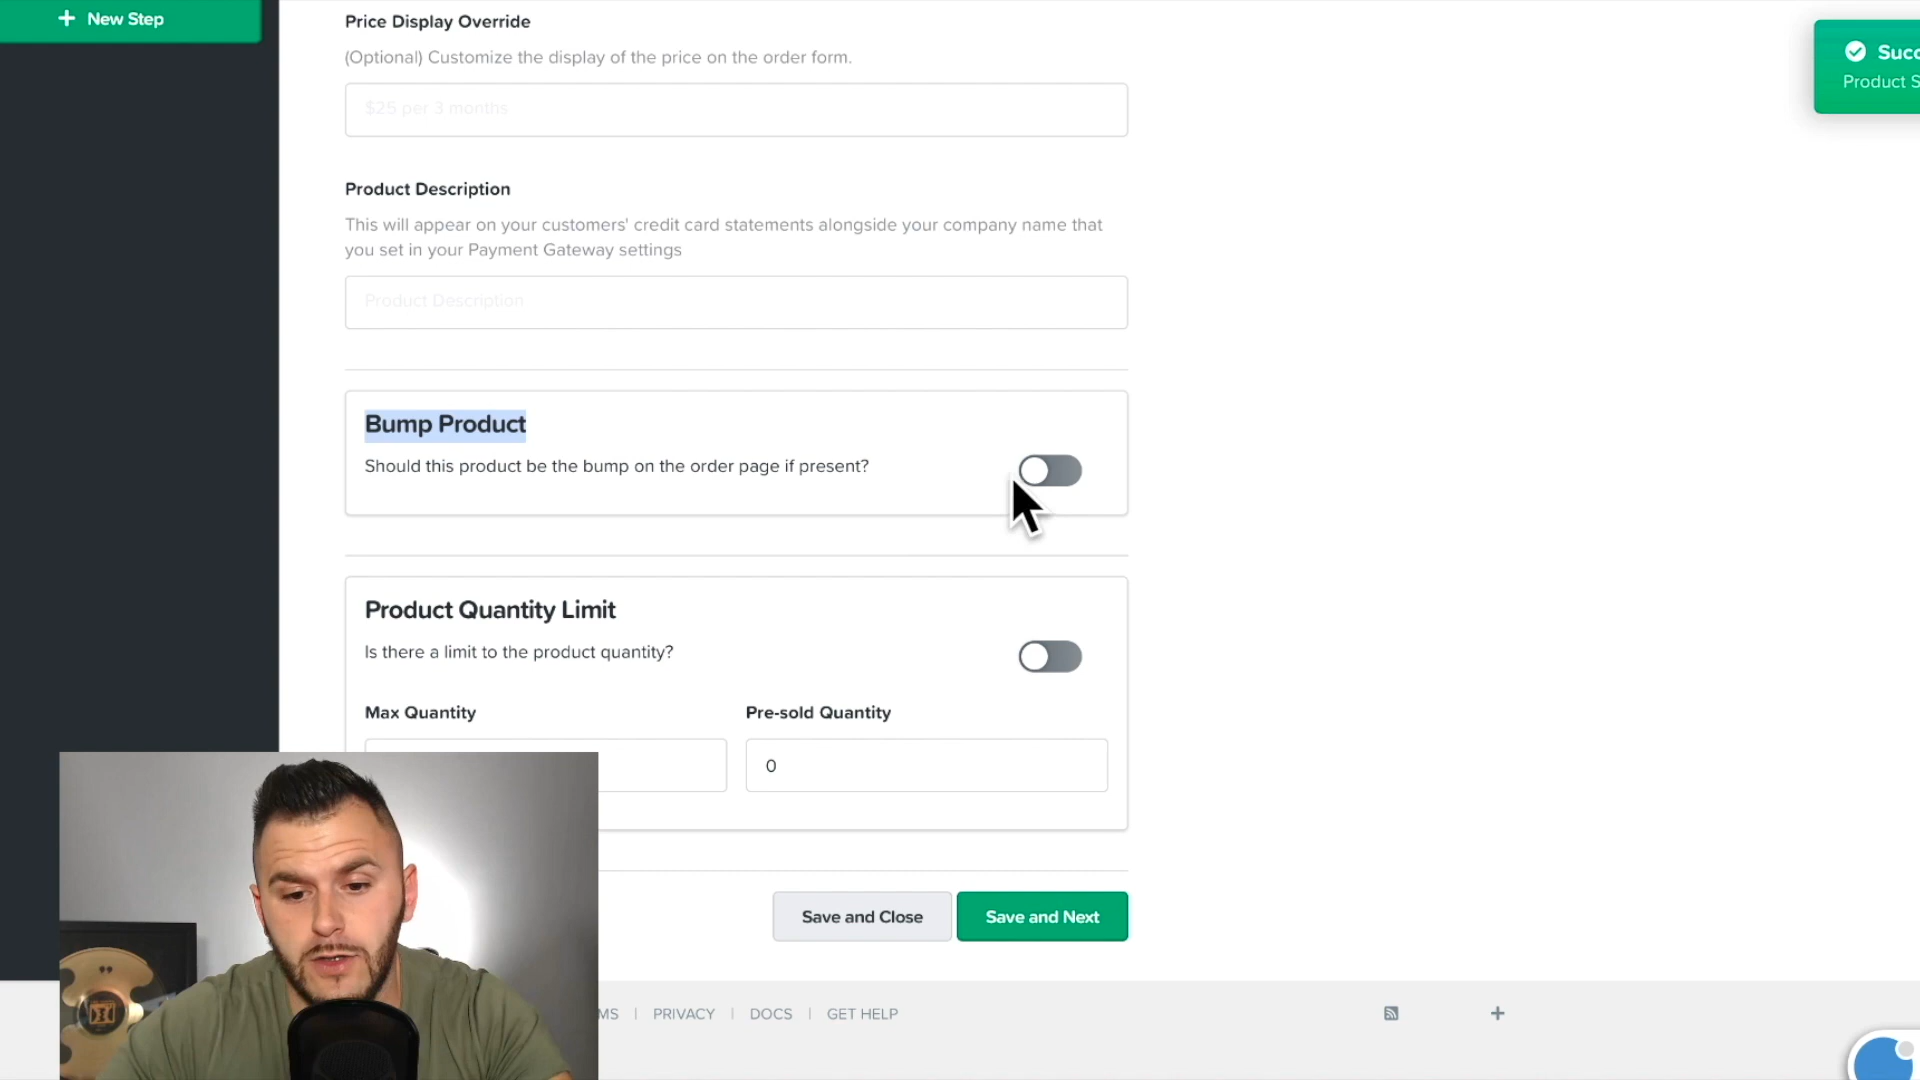 New Step
Price Display Override
(Optional) Customize the display of the price on the order form.
$25 per 3 months
Product Description
This will appear on your customers' credit card statements alongside your company name that
you set in your Payment Gateway settings
Product Description
Bump Product
Should this product be the bump on the order page if present?
Product Quantity Limit
Is there a limit to the product quantity?
Max Quantity
Pre-sold Quantity
0
Save and Close
Save and Next
MS | PRIVACY | DOCS | GET HELP
Succ
Product S